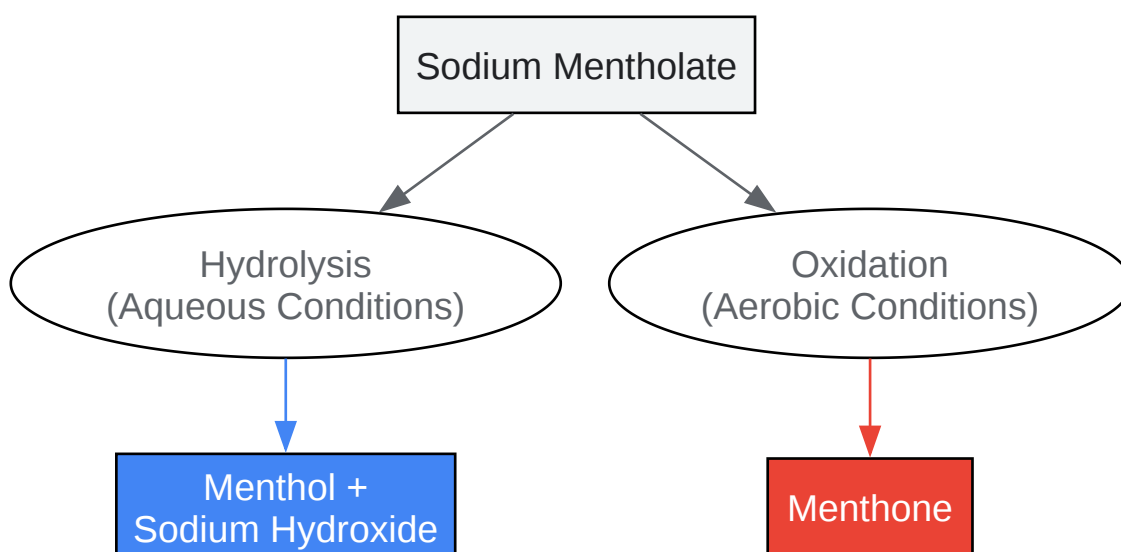 Sodium Mentholate
Hydrolysis
(Aqueous Conditions)
Oxidation
(Aerobic Conditions)
Menthol +
Sodium Hydroxide
Menthone